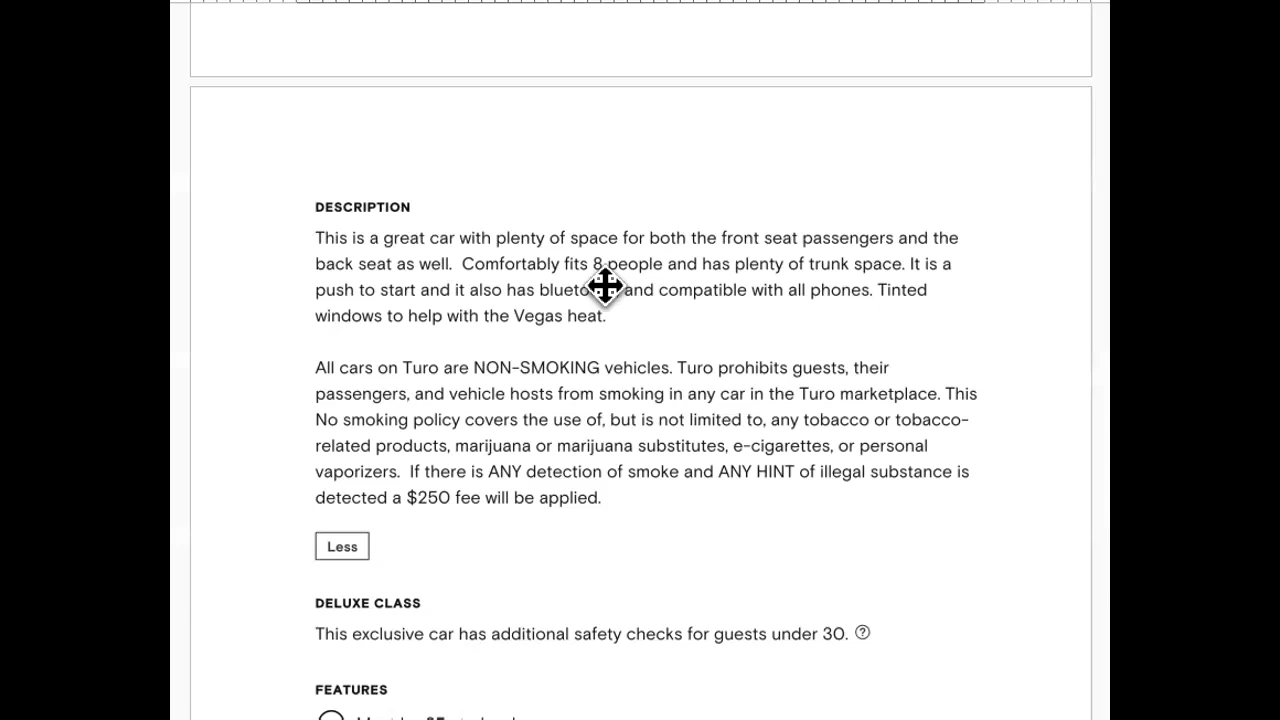 DESCRIPTION
This is a great car with plenty of space for both the front seat passengers and the
back seat as well.  Comfortably fits 8 people and has plenty of trunk space. It is a
push to start and it also has and compatible with all phones. Tinted
windows to help with the Vegas heat.
All cars on Turo are NON-SMOKING vehicles. Turo prohibits guests, their
passengers, and vehicle hosts from smoking in any car in the Turo marketplace. This
No smoking policy covers the use of, but is not limited to, any tobacco or tobacco-
related products, marijuana or marijuana substitutes, e-cigarettes, or personal
vaporizers.  If there is ANY detection of smoke and ANY HINT of illegal substance is
detected a $250 fee will be applied.
Less
DELUXE CLASS
This exclusive car has additional safety checks for guests under 30.
FEATURES